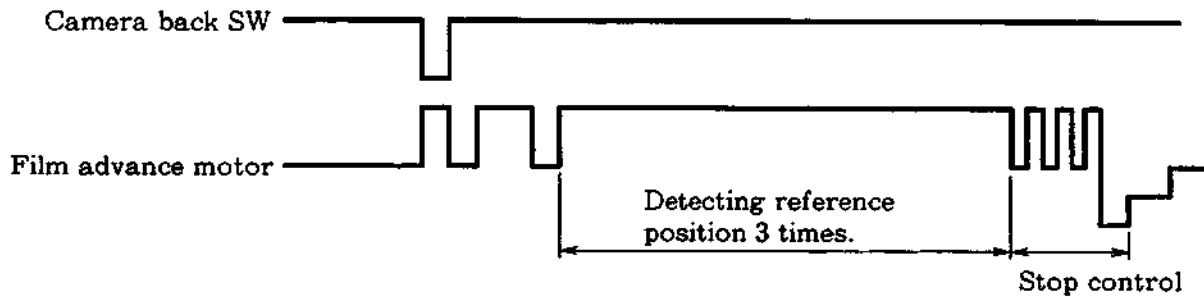 Camera back SW
Film advance motor
Detecting reference
position 3 times.
Stop control